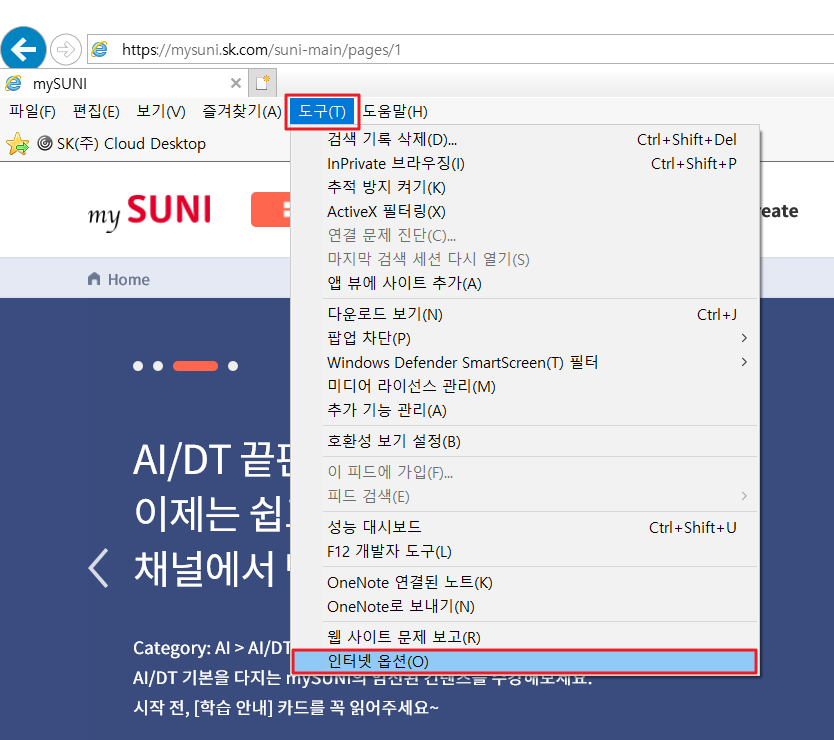 https://mysuni.sk.com/suni-main/pages/1
mySUNI
파일(F) 편집(E) 보기(V) 즐겨찾기(A) 도구(T) 도움말(H)
SK(주) Cloud Desktop
검색 기록 삭제(D)... Ctrl+Shift+Del
InPrivate 브라우징(I) Ctrl+Shift+P
추적 방지 켜기(K)
ActiveX 필터링(X)
연결 문제 진단(C)...
마지막 검색 세션 다시 열기(S)
앱 뷰에 사이트 추가(A)
다운로드 보기(N) Ctrl+J
팝업 차단(P)
Windows Defender SmartScreen(T) 필터
미디어 라이선스 관리(M)
추가 기능 관리(A)
호환성 보기 설정(B)
이 피드에 가입(F)...
피드 검색(E)
성능 대시보드 Ctrl+Shift+U
F12 개발자 도구(L)
OneNote 연결된 노트(K)
OneNote로 보내기(N)
웹 사이트 문제 보고(R)
인터넷 옵션(O)
my SUNI
eate
Home
AI/DT
이제는
채널에서
Category: AI > AI/DT
AI/DT 기본을 다지는 mySUNI의 엄선된 컨텐츠를 수강해보세요.
시작 전, [학습 안내] 카드를 꼭 읽어주세요~